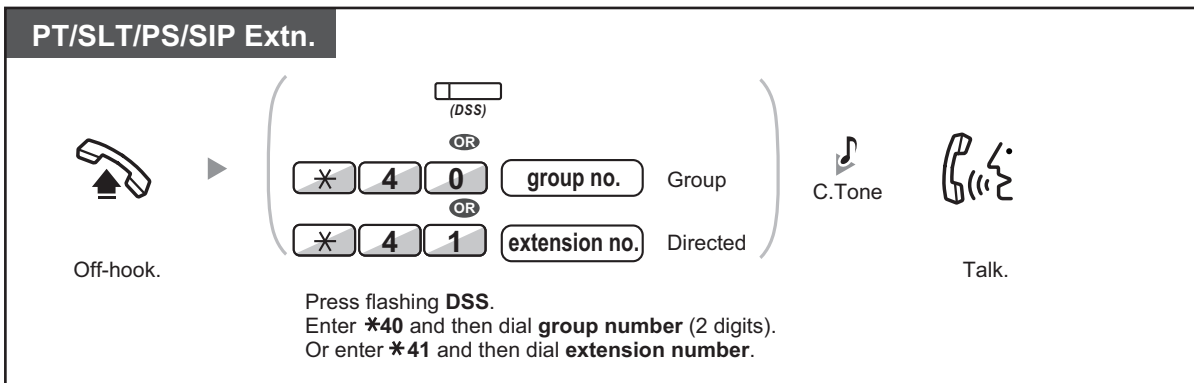 PT/SLT/PS/SIP Extn.
(DSS)
OR
* 4 0 group no. Group
OR
* 4 1 extension no. Directed
C.Tone
Off-hook.
Talk.
Press flashing DSS.
Enter *40 and then dial group number (2 digits).
Or enter *41 and then dial extension number.